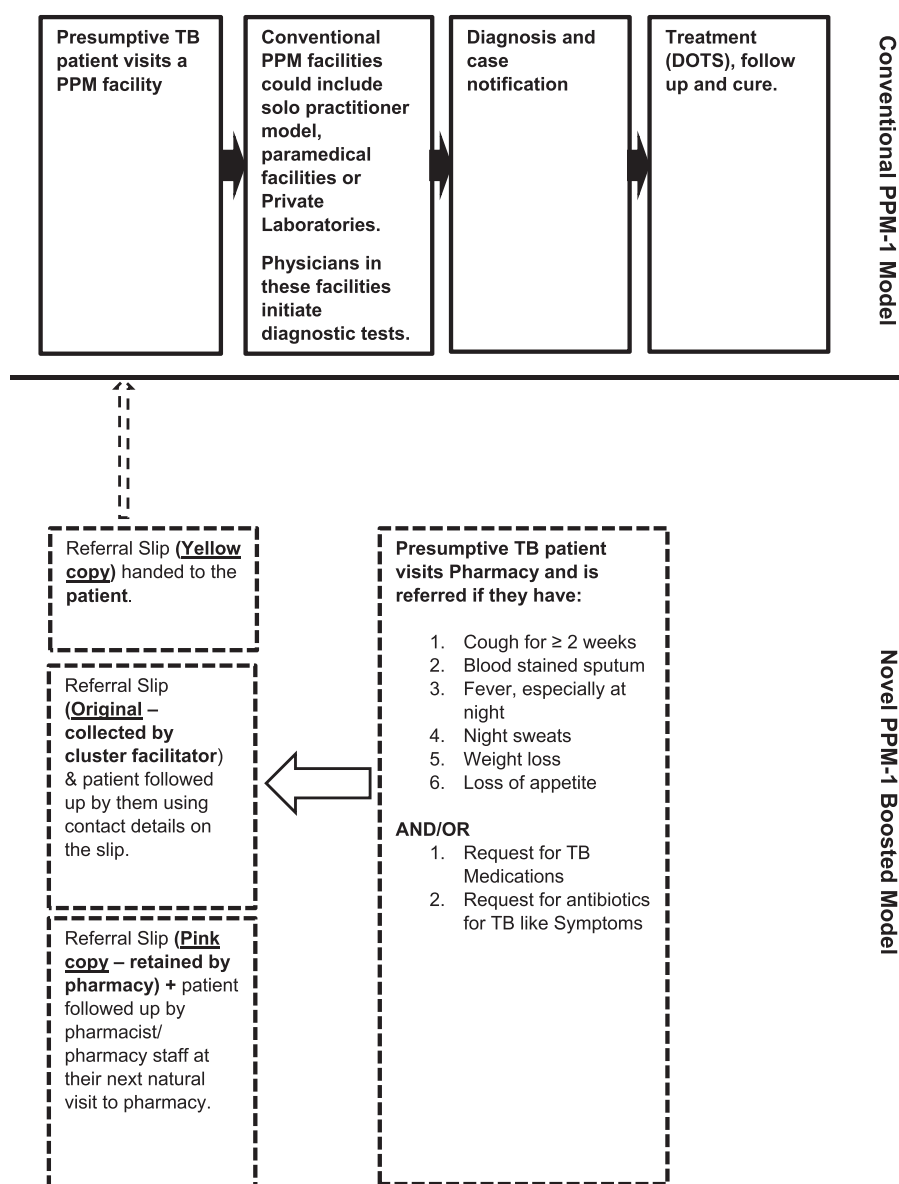 Presumptive TB
patient visits a
PPM facility
Conventional
PPM facilities
could include
solo practitioner
model,
paramedical
facilities or
Private
Laboratories.
Physicians in
these facilities
initiate
diagnostic tests.
Diagnosis and
case
notification
Treatment
(DOTS), follow
up and cure.
Conventional PPM-1 Model
Referral Slip (Yellow
copy) handed to the
patient.
Referral Slip
(Original –
collected by
cluster facilitator)
& patient followed
up by them using
contact details on
the slip.
Referral Slip (Pink
copy – retained by
pharmacy) + patient
followed up by
pharmacist/
pharmacy staff at
their next natural
visit to pharmacy.
Presumptive TB patient
visits Pharmacy and is
referred if they have:
1. Cough for ≥ 2 weeks
2. Blood stained sputum
3. Fever, especially at
night
4. Night sweats
5. Weight loss
6. Loss of appetite
AND/OR
1. Request for TB
Medications
2. Request for antibiotics
for TB like Symptoms
Novel PPM-1 Boosted Model